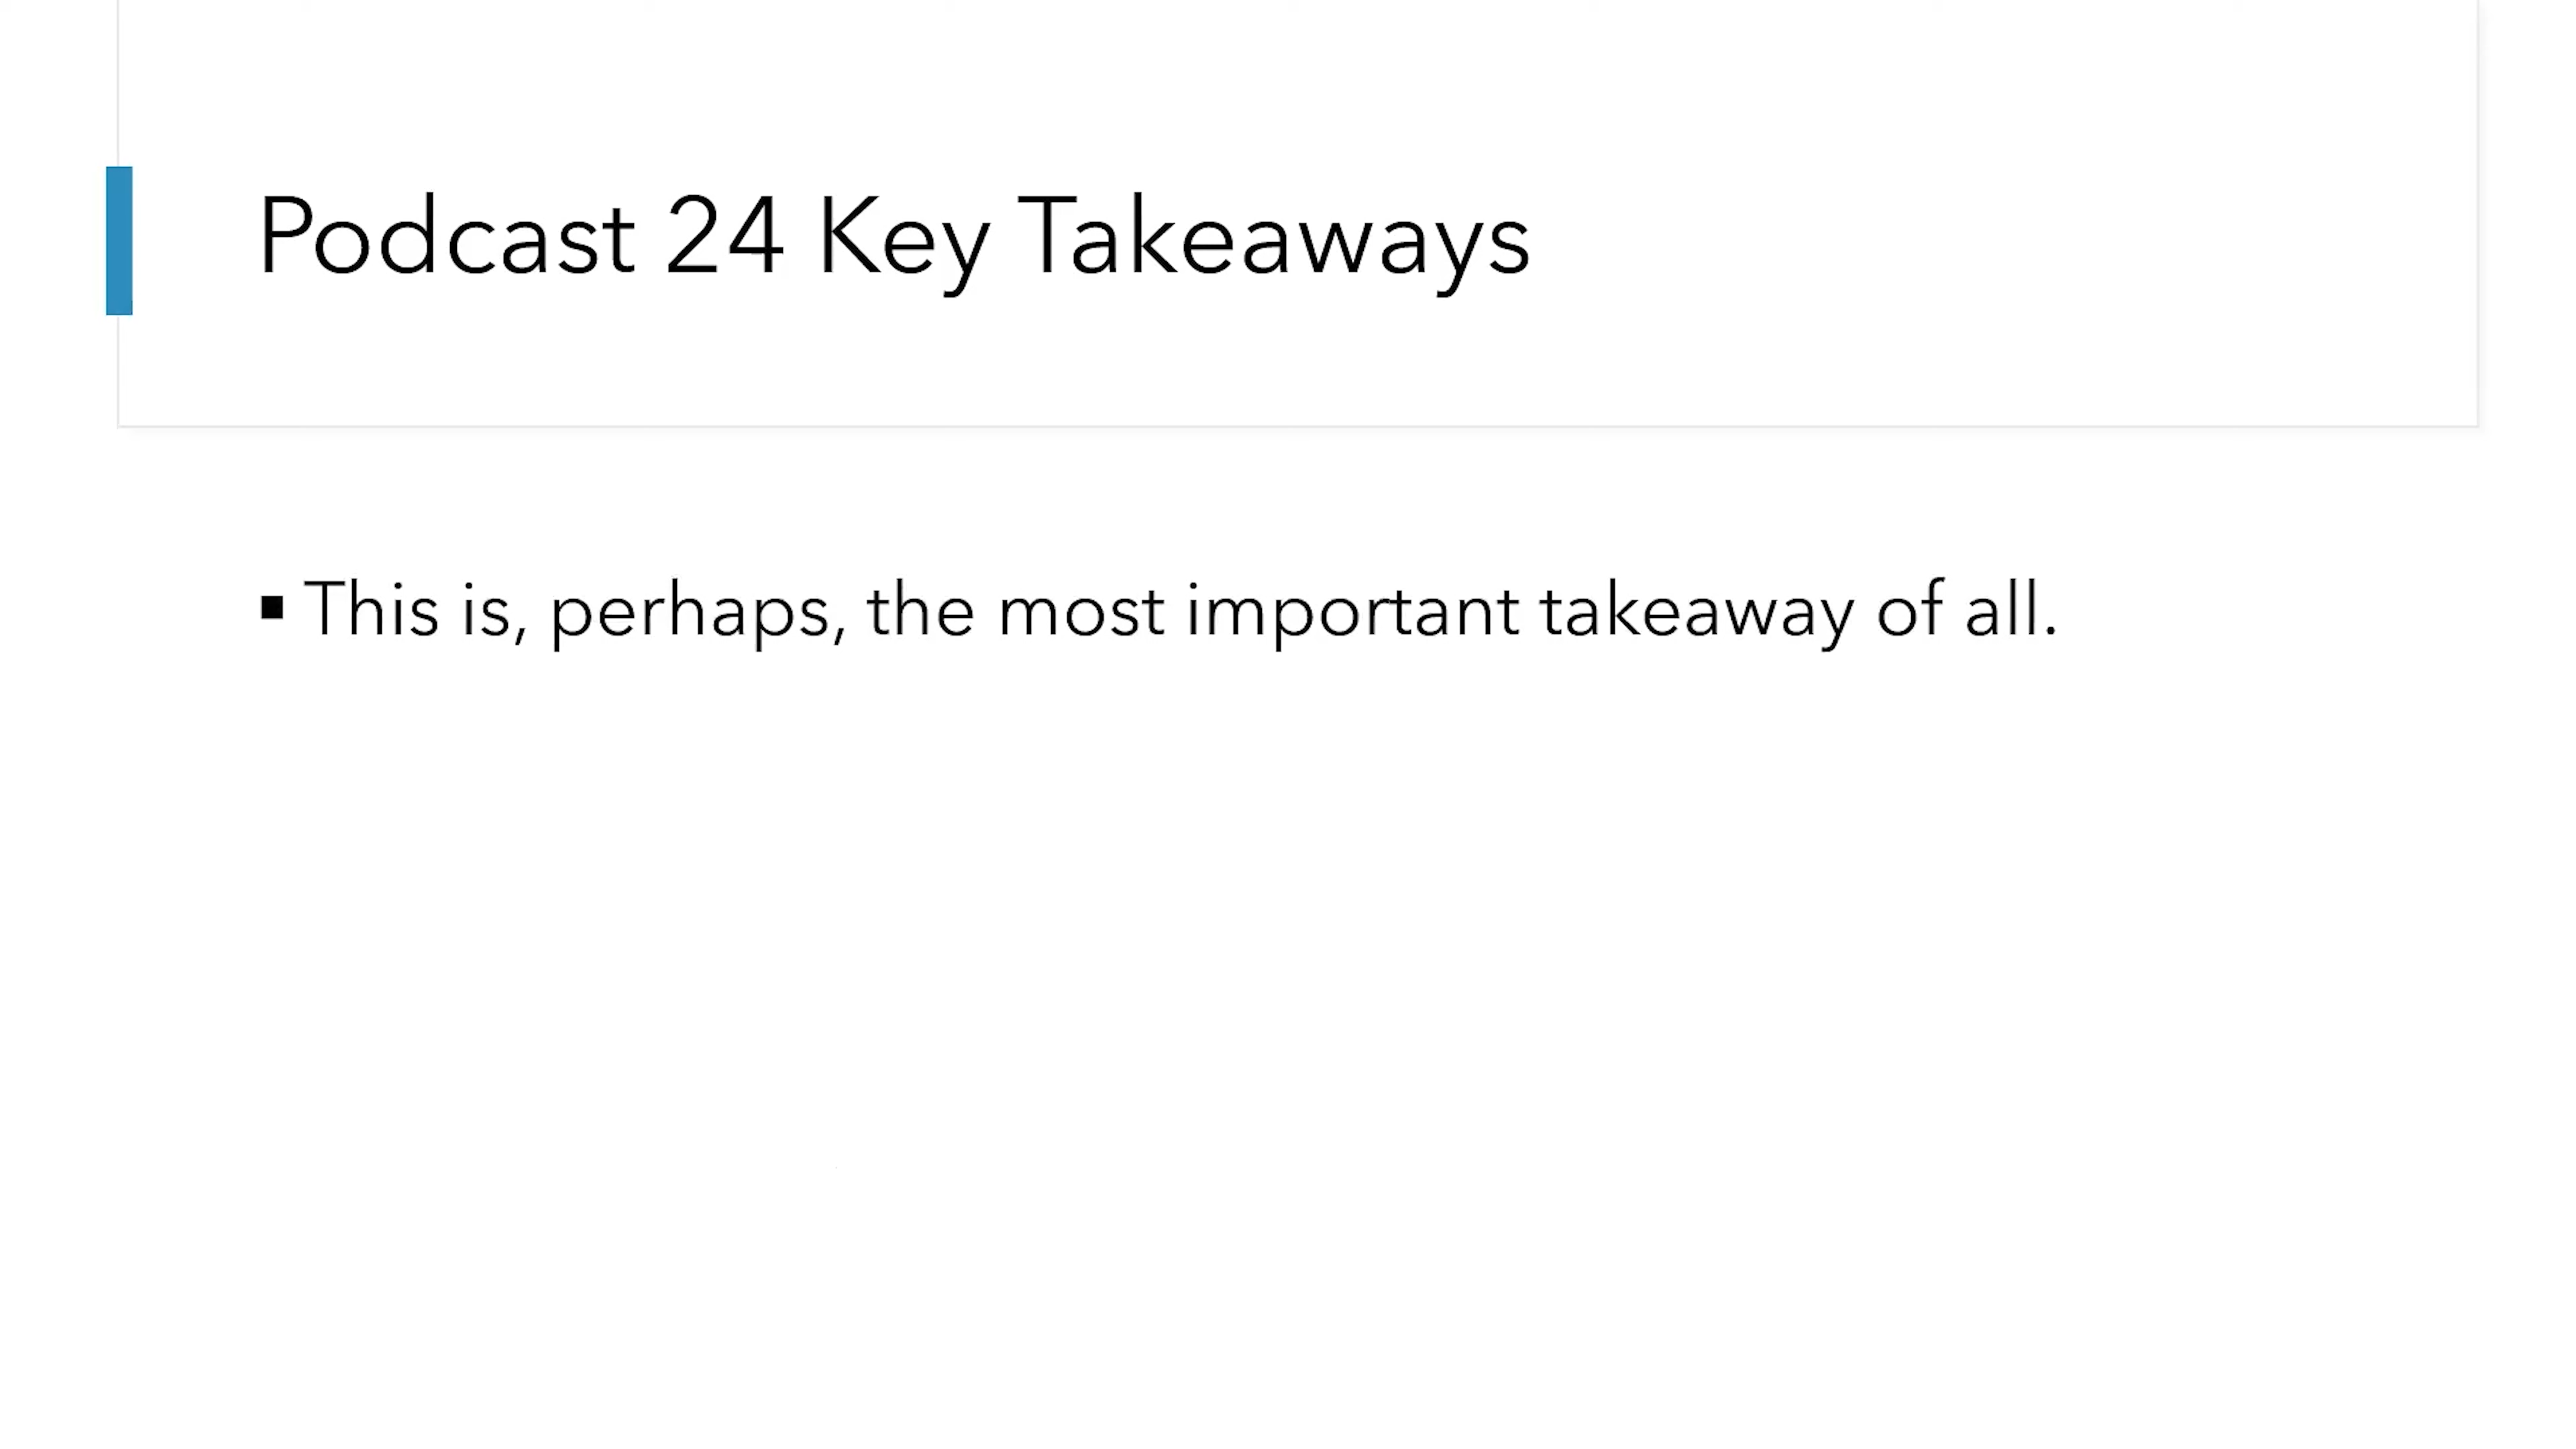 Podcast 24 Key Takeaways
▪ This is, perhaps, the most important takeaway of all.